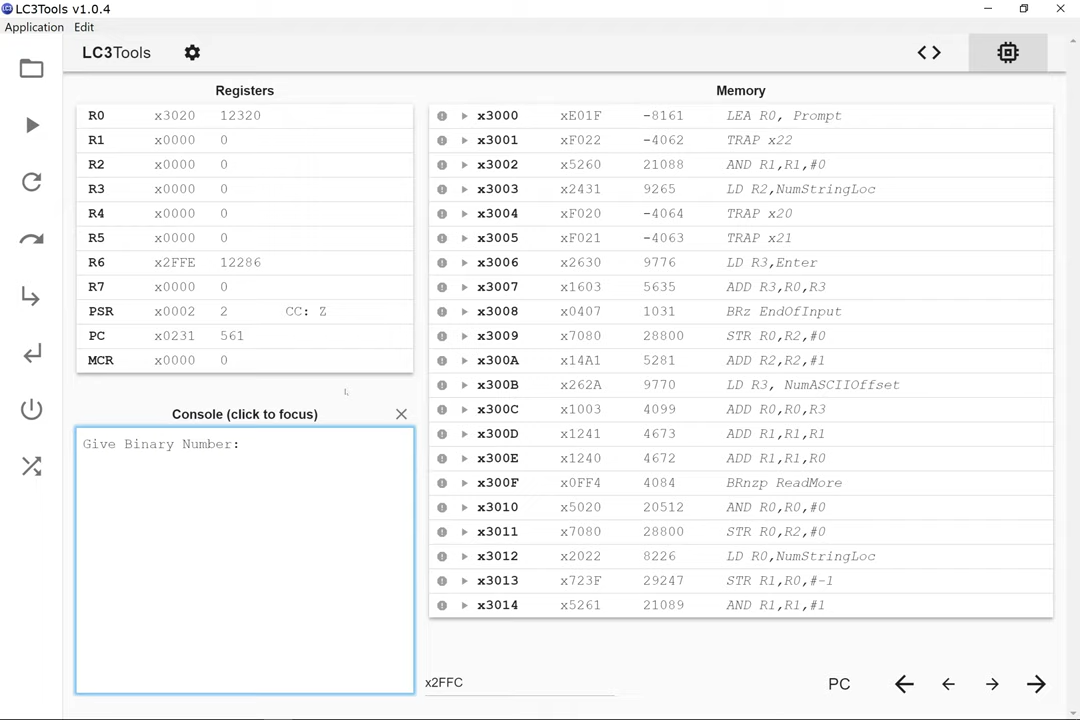 LC3Tools v1.0.4
Application Edit
LC3Tools
Registers
R0 x3020 12320
R1 x0000 0
R2 x0000 0
R3 x0000 0
R4 x0000 0
R5 x0000 0
R6 x2FFE 12286
R7 x0000 0
PSR x0002 2 CC: Z
PC x0231 561
MCR x0000 0
Console (click to focus)
Give Binary Number:
Memory
x3000 xE01F -8161 LEA R0, Prompt
x3001 xF022 -4062 TRAP x22
x3002 x5260 21088 AND R1,R1,#0
x3003 x2431 9265 LD R2,NumStringLoc
x3004 xF020 -4064 TRAP x20
x3005 xF021 -4063 TRAP x21
x3006 x2630 9776 LD R3,Enter
x3007 x1603 5635 ADD R3,R0,R3
x3008 x0407 1031 BRz EndOfInput
x3009 x7080 28800 STR R0,R2,#0
x300A x14A1 5281 ADD R2,R2,#1
x300B x262A 9770 LD R3, NumASCIIOffset
x300C x1003 4099 ADD R0,R0,R3
x300D x1241 4673 ADD R1,R1,R1
x300E x1240 4672 ADD R1,R1,R0
x300F x0FF4 4084 BRnzp ReadMore
x3010 x5020 20512 AND R0,R0,#0
x3011 x7080 28800 STR R0,R2,#0
x3012 x2022 8226 LD R0,NumStringLoc
x3013 x723F 29247 STR R1,R0,#-1
x3014 x5261 21089 AND R1,R1,#1
x2FFC
PC